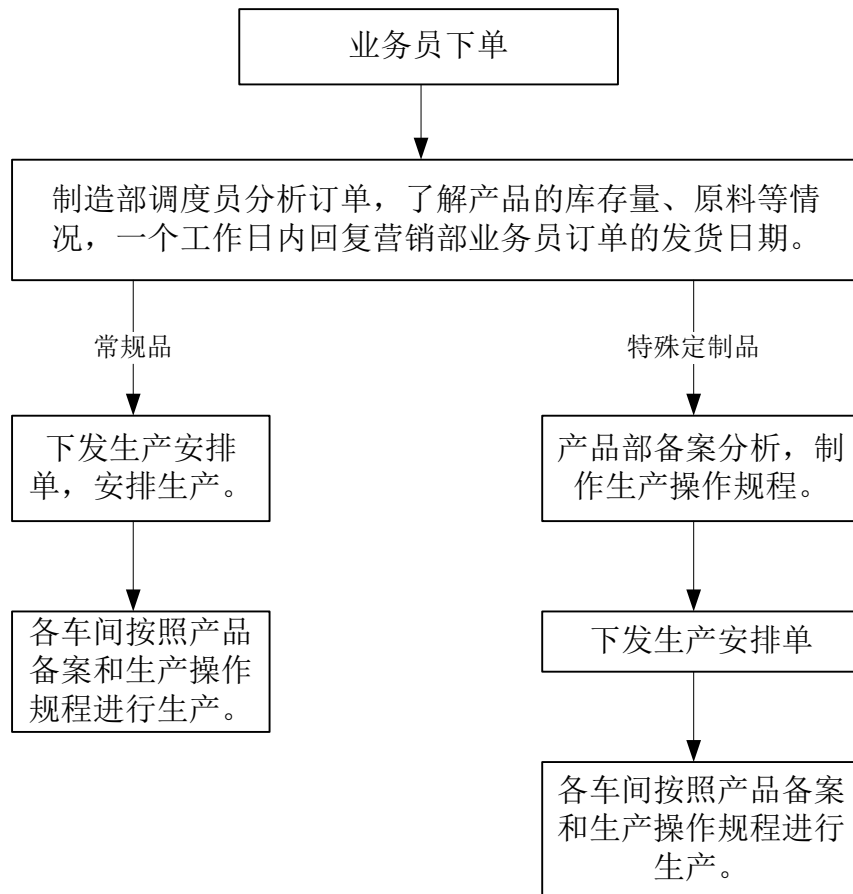 业务员下单
制造部调度员分析订单，了解产品的库存量、原料等情
况，一个工作日内回复营销部业务员订单的发货日期。
常规品
特殊定制品
下发生产安排
单，安排生产。
产品部备案分析，制
作生产操作规程。
各车间按照产品
备案和生产操作
规程进行生产。
下发生产安排单
各车间按照产品备案
和生产操作规程进行
生产。